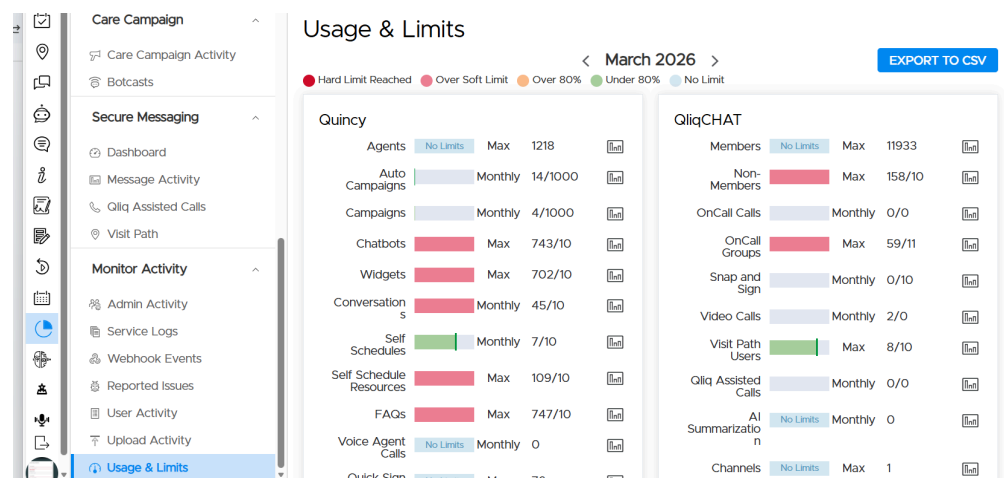 Care Campaign
Care Campaign Activity
Botcasts
Secure Messaging
Dashboard
Message Activity
Qliq Assisted Calls
Visit Path
Monitor Activity
Admin Activity
Service Logs
Webhook Events
Reported Issues
User Activity
Upload Activity
Usage & Limits
Usage & Limits
< March 2026 >
EXPORT TO CSV
Hard Limit Reached Over Soft Limit Over 80% Under 80% No Limit
Quincy
Agents No Limits Max 1218
Auto
Campaigns Monthly 14/1000
Campaigns Monthly 4/1000
Chatbots Max 743/10
Widgets Max 702/10
Conversation
s Monthly 45/10
Self
Schedules Monthly 7/10
Self Schedule
Resources Max 109/10
FAQs Max 747/10
Voice Agent
Calls No Limits Monthly 0
Quick Sign
QliqCHAT
Members No Limits Max 11933
Non-
Members Max 158/10
OnCall Calls Monthly 0/0
OnCall
Groups Max 59/11
Snap and
Sign Monthly 0/10
Video Calls Monthly 2/0
Visit Path
Users Max 8/10
Qliq Assisted
Calls Monthly 0/0
AI
Summarizatio
n No Limits Monthly 0
Channels No Limits Max 1